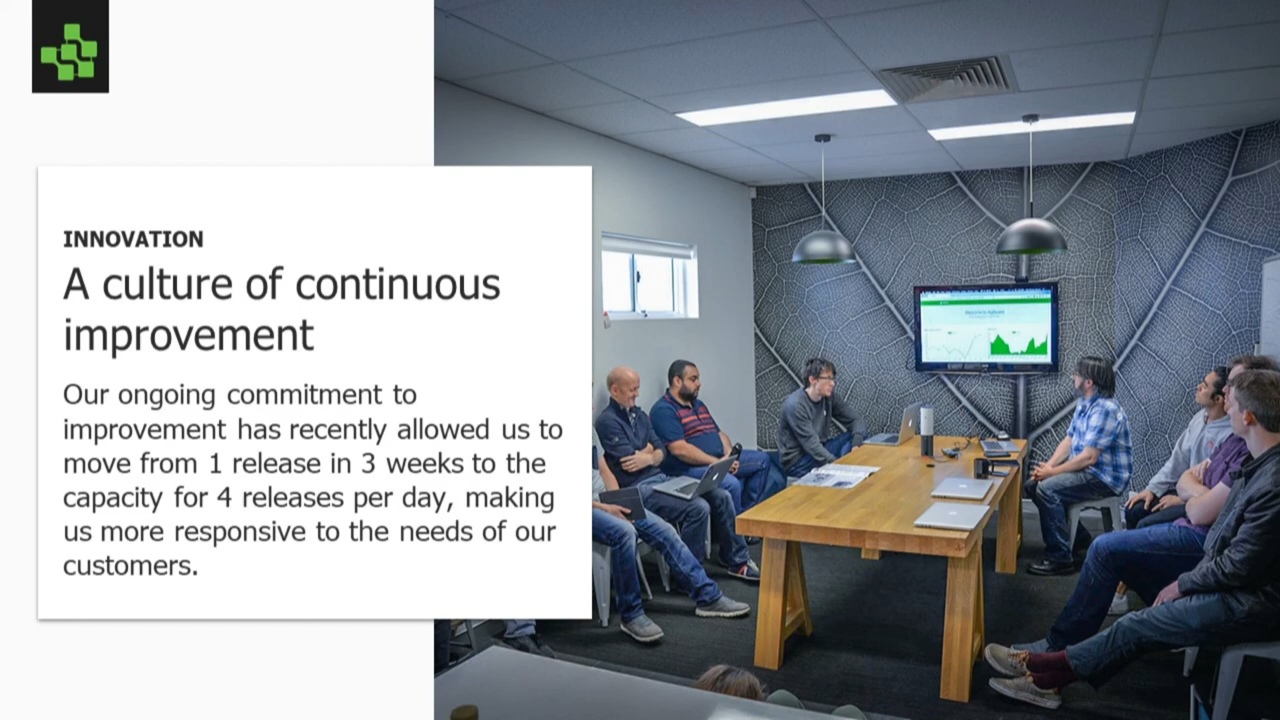 INNOVATION
A culture of continuous
improvement
Our ongoing commitment to
improvement has recently allowed us to
move from 1 release in 3 weeks to the
capacity for 4 releases per day, making
us more responsive to the needs of our
customers.